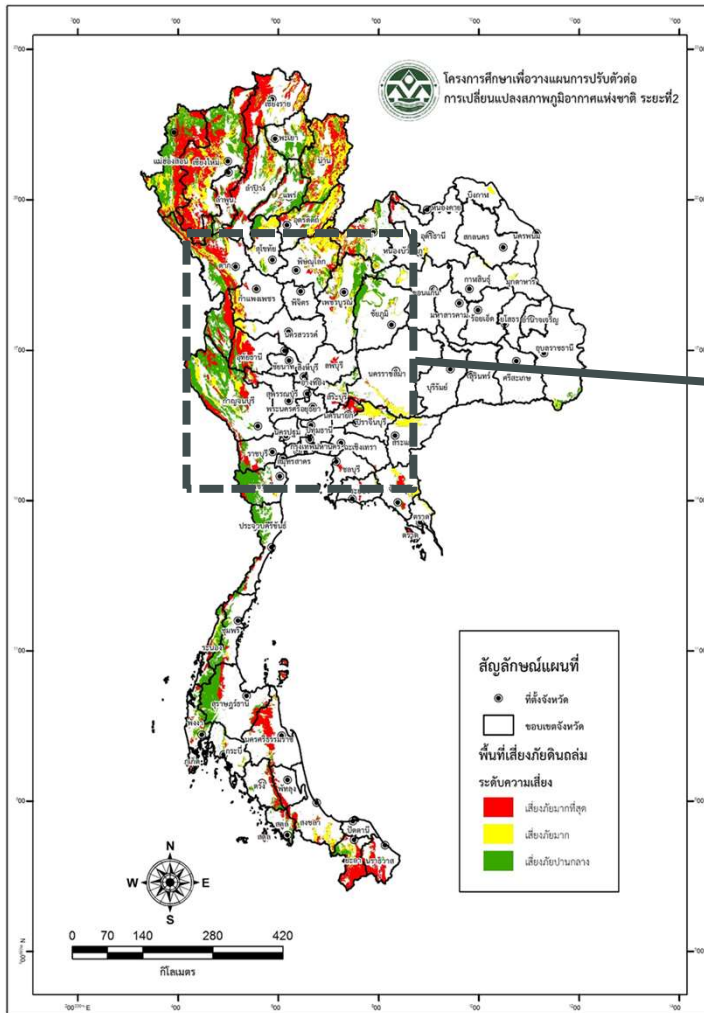 โครงการศึกษาเพื่อวางแผนการปรับตัวต่อ
การเปลี่ยนแปลงสภาพภูมิอากาศแห่งชาติ ระยะที่2
เชียงราย
พะเยา
แม่ฮ่องสอน เชียงใหม่
น่าน
ลำปาง
ลำพูน
แพร่
อุตรดิตถ์
บึงกาฬ
หนองคาย
อุดรธานี
สกลนคร
นครพนม
สุโขทัย
ตาก
พิษณุโลก
กำแพงเพชร
พิจิตร
เพชรบูรณ์
ขอนแก่น
กาฬสินธุ์
มุกดาหาร
ชัยภูมิ
มหาสารคาม
ร้อยเอ็ด
ยโสธร
อำนาจเจริญ
นครสวรรค์
อุทัยธานี
ชัยนาท
สิงห์บุรี
ลพบุรี
นครราชสีมา
บุรีรัมย์
สุรินทร์
ศรีสะเกษ
อุบลราชธานี
กาญจนบุรี
สุพรรณบุรี
อ่างทอง
สระบุรี
พระนครศรีอยุธยา
นครนายก
ปราจีนบุรี
นครปฐม
ปทุมธานี
กรุงเทพมหานคร
ฉะเชิงเทรา
ราชบุรี
สมุทรสาคร
ชลบุรี
ตราด
ประจวบคีรีขันธ์
ชุมพร
ระนอง
สุราษฎร์ธานี
พังงา
กระบี่
ภูเก็ต
นครศรีธรรมราช
ตรัง
พัทลุง
สตูล
สงขลา
ปัตตานี
ยะลา
นราธิวาส
สัญลักษณ์แผนที่
ที่ตั้งจังหวัด
ขอบเขตจังหวัด
พื้นที่เสี่ยงภัยดินถล่ม
ระดับความเสี่ยง
เสี่ยงภัยมากที่สุด
เสี่ยงภัยมาก
เสี่ยงภัยปานกลาง
N
W E
S
0 70 140 280 420
กิโลเมตร